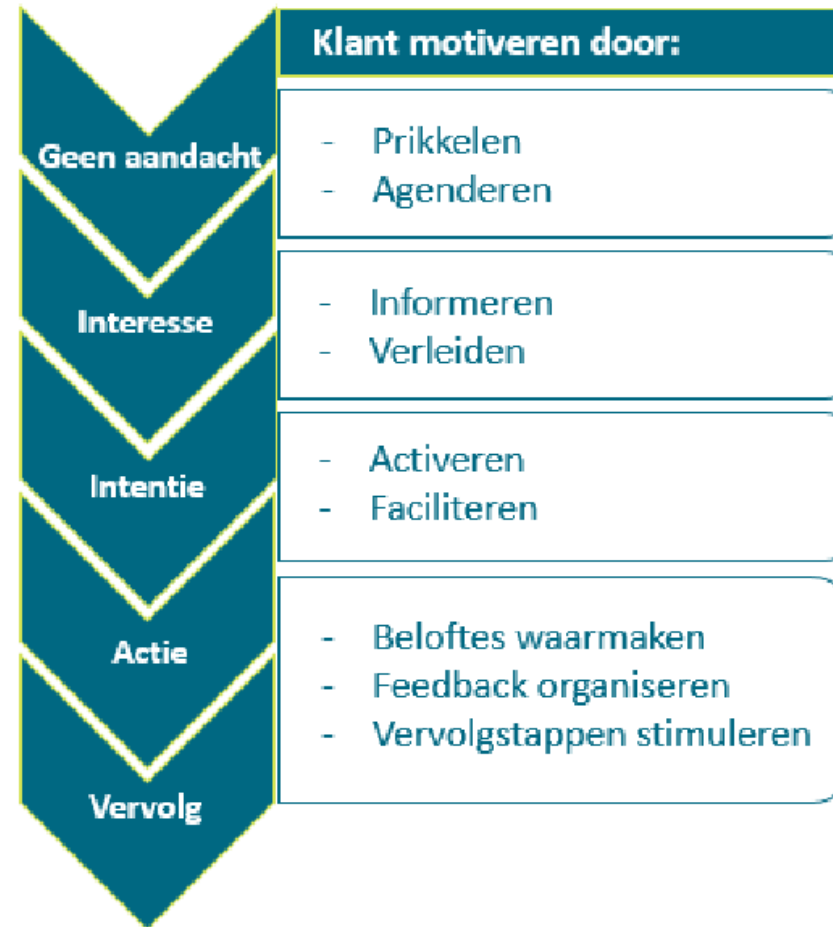 Klant motiveren door:
Geen aandacht
- Prikkelen
- Agenderen
Interesse
- Informeren
- Verleiden
Intentie
- Activeren
- Faciliteren
Actie
- Beloftes waarmaken
- Feedback organiseren
- Vervolgstappen stimuleren
Vervolg